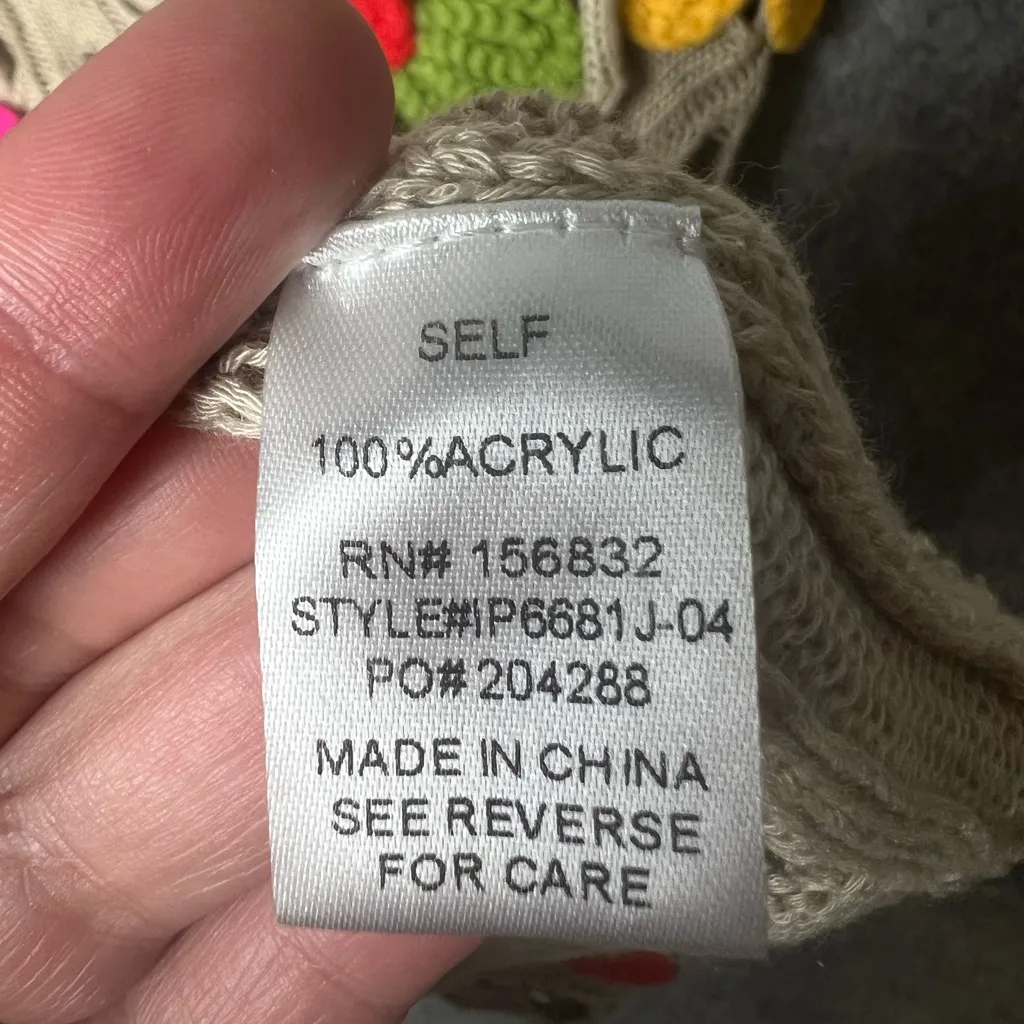 SELF
100%ACRYLIC
RN# 156832
STYLE#IP6681J-04
PO# 204288
MADE IN CHINA
SEE REVERSE
FOR CARE